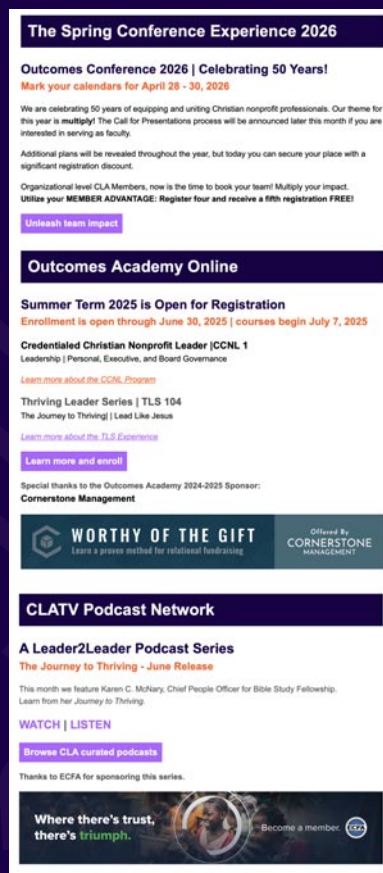 The Spring Conference Experience 2026
Outcomes Conference 2026 | Celebrating 50 Years!
Mark your calendars for April 28 - 30, 2026
We are celebrating 50 years of equipping and uniting Christian nonprofit professionals. Our theme for
this year is multiply! The Call for Presentations process will be announced later this month if you are
interested in serving as faculty.
Additional plans will be revealed throughout the year, but today you can secure your place with a
significant registration discount.
Organizational level CLA Members, now is the time to book your team! Multiply your impact.
Utilize your MEMBER ADVANTAGE: Register four and receive a fifth registration FREE!
Unleash team impact
Outcomes Academy Online
Summer Term 2025 is Open for Registration
Enrollment is open through June 30, 2025 | courses begin July 7, 2025
Credentialed Christian Nonprofit Leader |CCNL 1
Leadership | Personal, Executive, and Board Governance
Learn more about the CCNL Program
Thriving Leader Series | TLS 104
The Journey to Thriving| | Lead Like Jesus
Learn more about the TLS Experience
Learn more and enroll
Special thanks to the Outcomes Academy 2024-2025 Sponsor:
Cornerstone Management
WORTHY OF THE GIFT
Learn a proven method for relational fundraising
Offered By
CORNERSTONE
MANAGEMENT
CLATV Podcast Network
A Leader2Leader Podcast Series
The Journey to Thriving - June Release
This month we feature Karen C. McNary, Chief People Officer for Bible Study Fellowship.
Learn from her Journey to Thriving.
WATCH | LISTEN
Browse CLA curated podcasts
Thanks to ECFA for sponsoring this series.
Where there's trust,
there's triumph.
Become a member.
ECFA